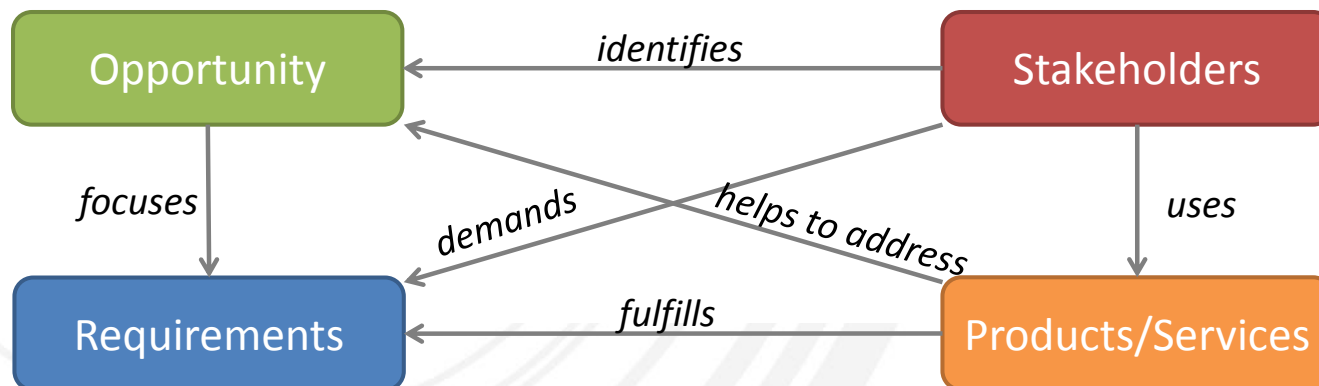 identifies
Opportunity
Stakeholders
focuses
demands
helps to address
uses
fulfills
Requirements
Products/Services